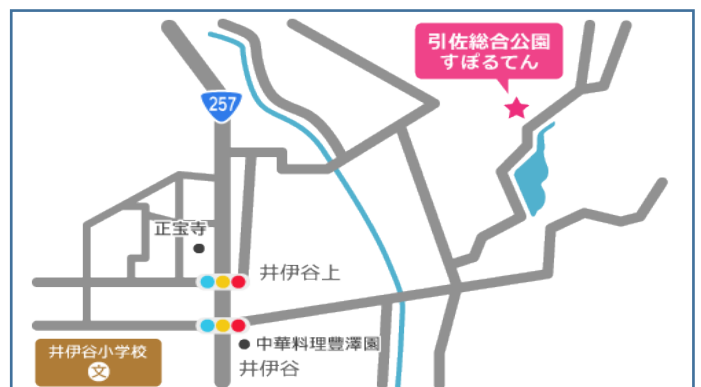 引佐総合公園
すぽるてん
257
正宝寺
井伊谷上
中華料理豊澤園
井伊谷小学校
文
井伊谷